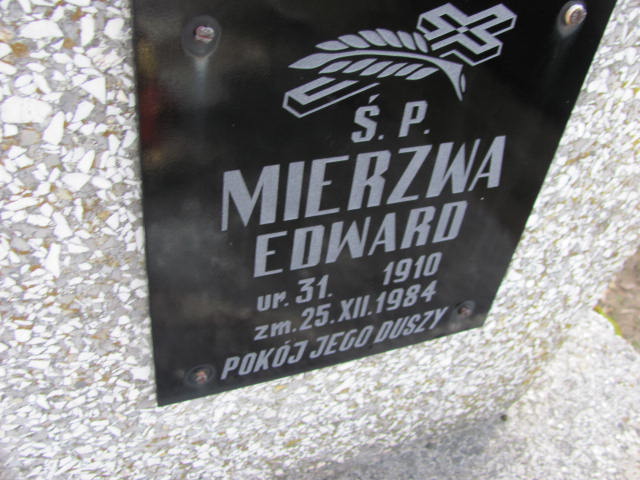 Ś. P.
MIERZWA
EDWARD
ur. 31. 1910
zm. 25. XII. 1984
POKÓJ JEGO DUSZY